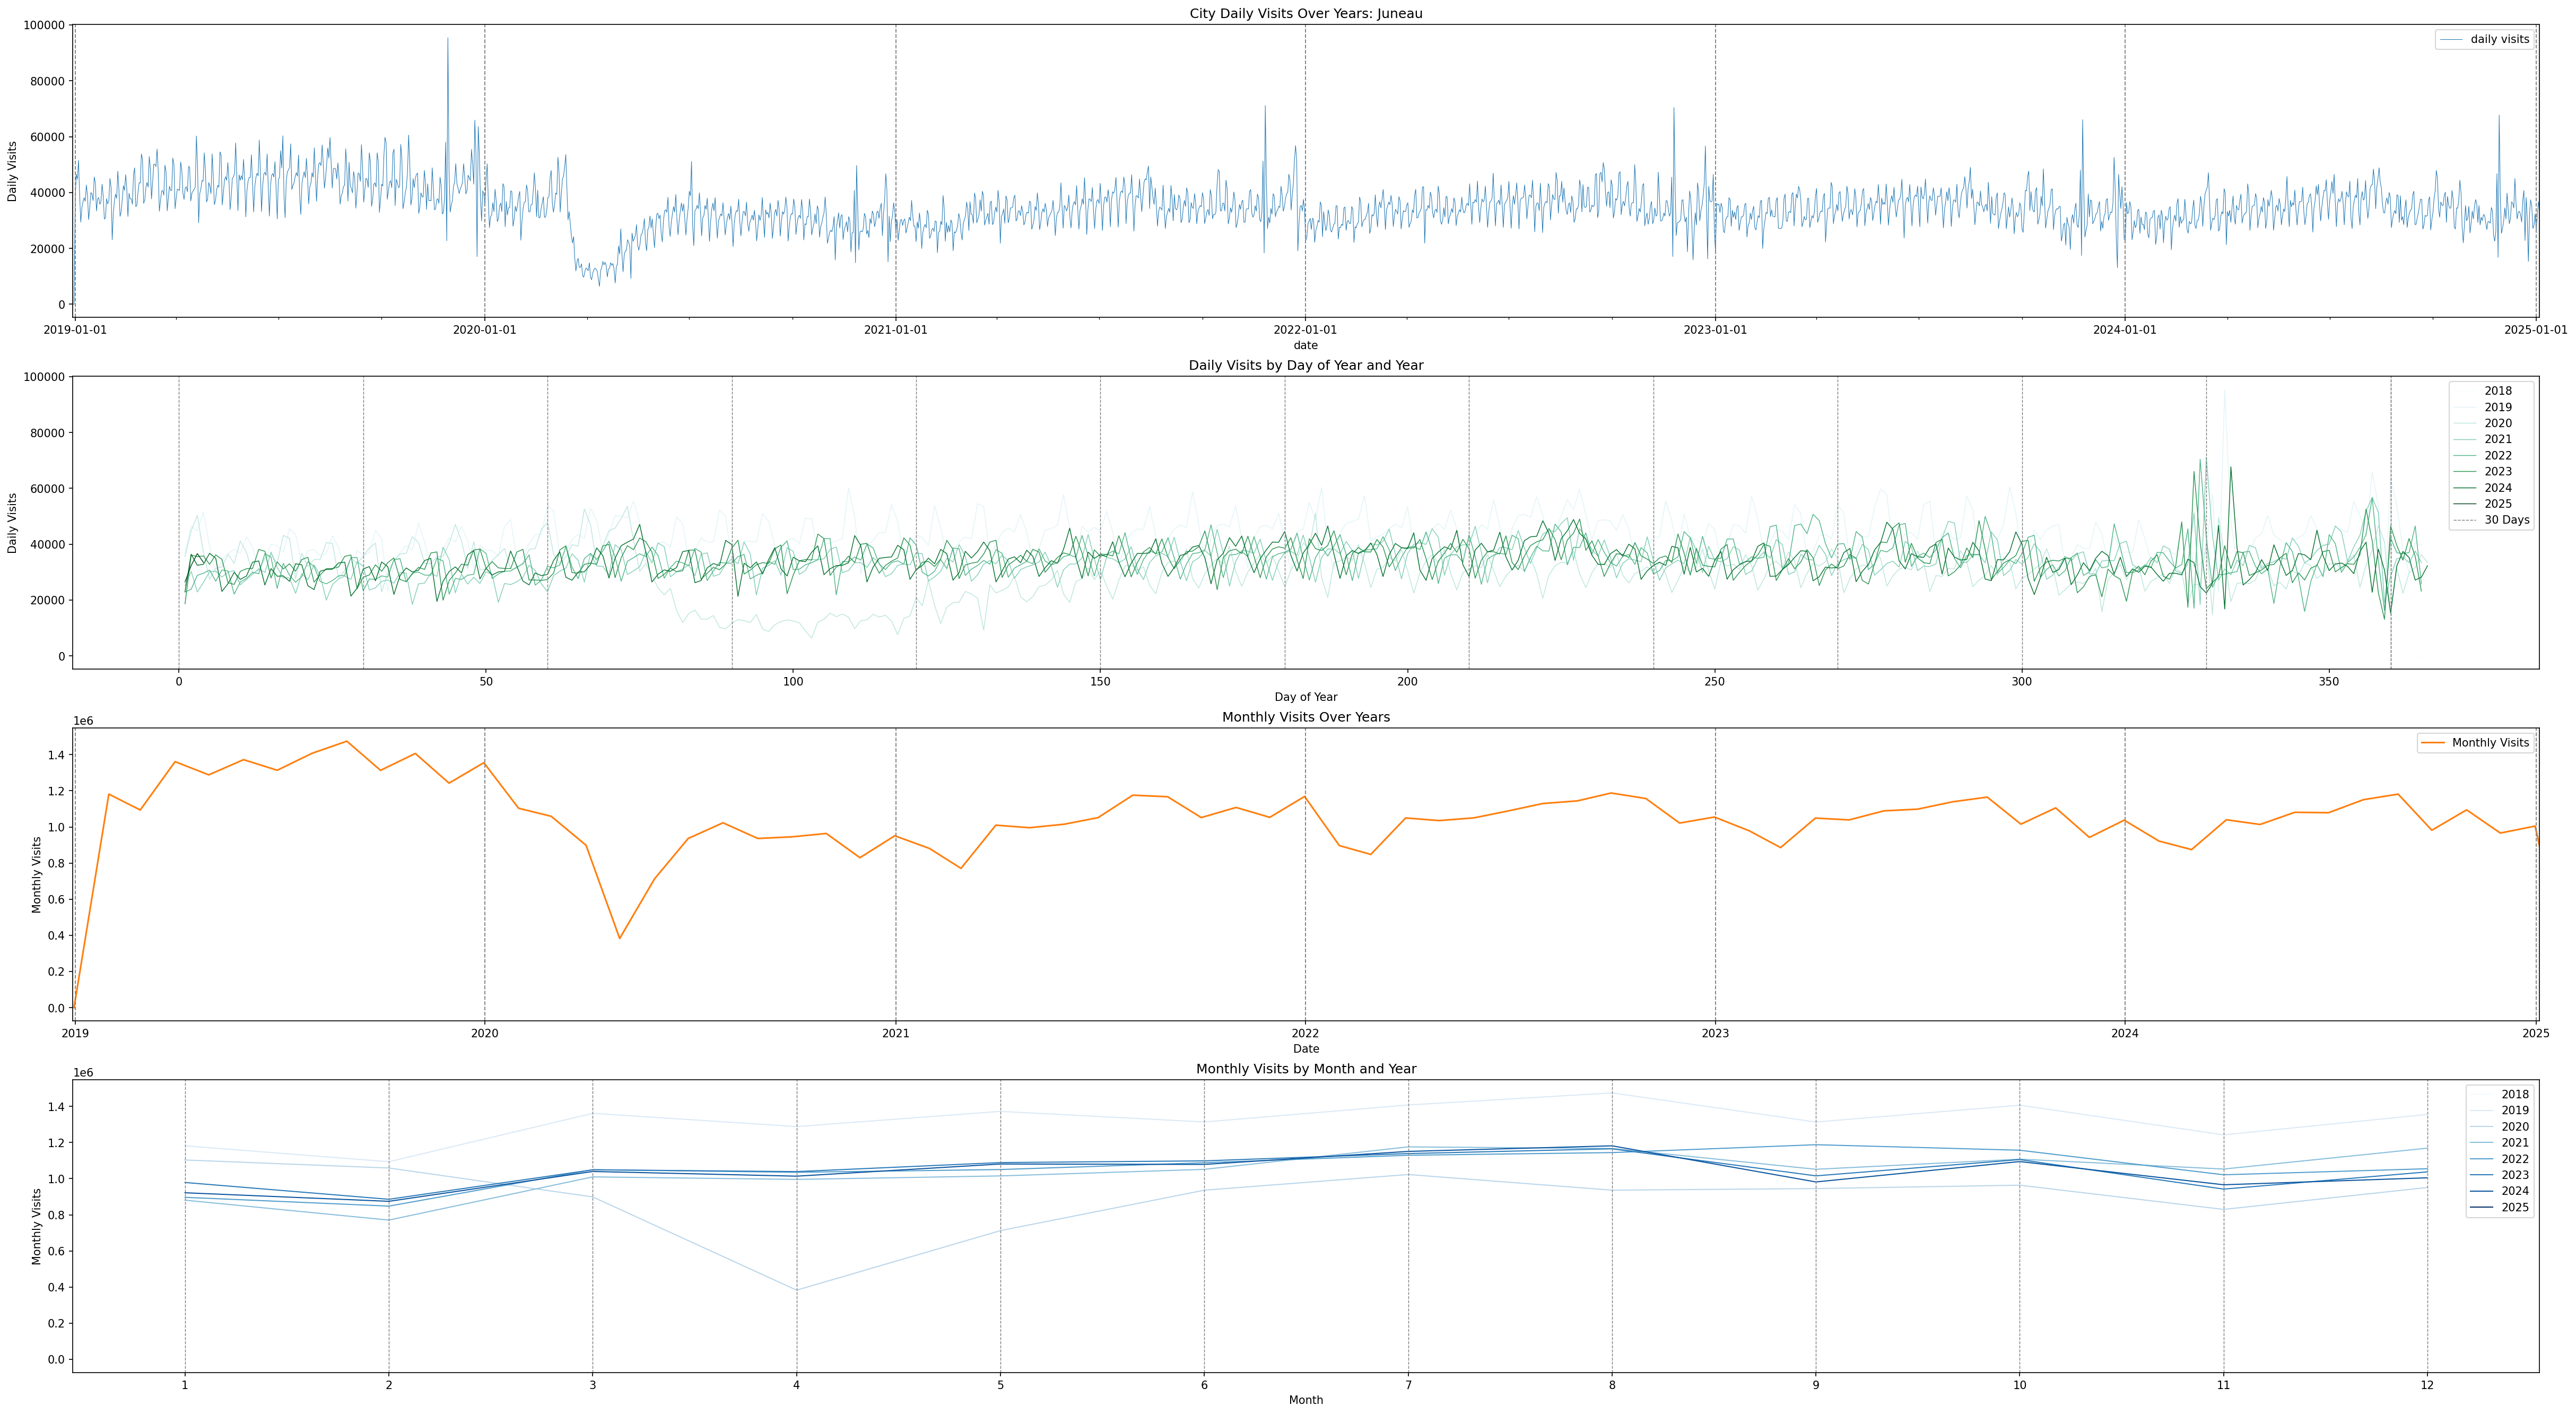 City Daily Visits Over Years: Juneau
100000
80000
60000
40000
20000
0
Daily Visits
daily visits
2019-01-01 2020-01-01 2021-01-01 2022-01-01 2023-01-01 2024-01-01 2025-01-01
date
Daily Visits by Day of Year and Year
100000
80000
60000
40000
20000
0
Daily Visits
2018
2019
2020
2021
2022
2023
2024
2025
30 Days
0 50 100 150 200 250 300 350
Day of Year
Monthly Visits Over Years
1e6
1.4
1.2
1.0
0.8
0.6
0.4
0.2
0.0
Monthly Visits
Monthly Visits
2019 2020 2021 2022 2023 2024 2025
Date
Monthly Visits by Month and Year
1e6
1.4
1.2
1.0
0.8
0.6
0.4
0.2
0.0
Monthly Visits
2018
2019
2020
2021
2022
2023
2024
2025
1 2 3 4 5 6 7 8 9 10 11 12
Month